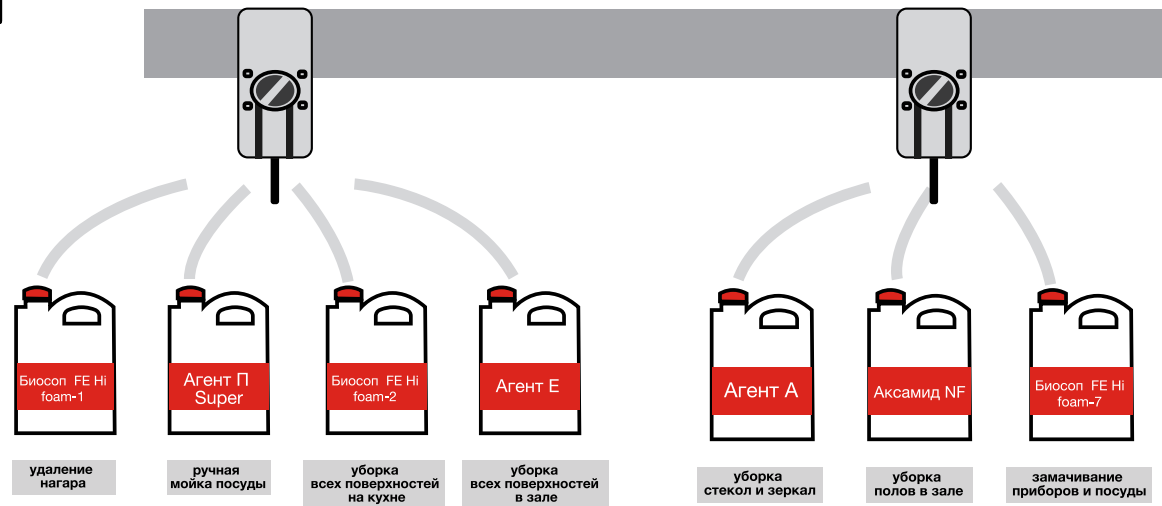 Биосоп FE Hi
foam-1
Агент П
Super
Биосоп FE Hi
foam-2
Агент Е
Агент А
Аксамид NF
Биосоп FE Hi
foam-7
удаление
нагара
ручная
мойка посуды
уборка
всех поверхностей
на кухне
уборка
всех поверхностей
в зале
уборка
стекол и зеркал
уборка
полов в зале
замачивание
приборов и посуды